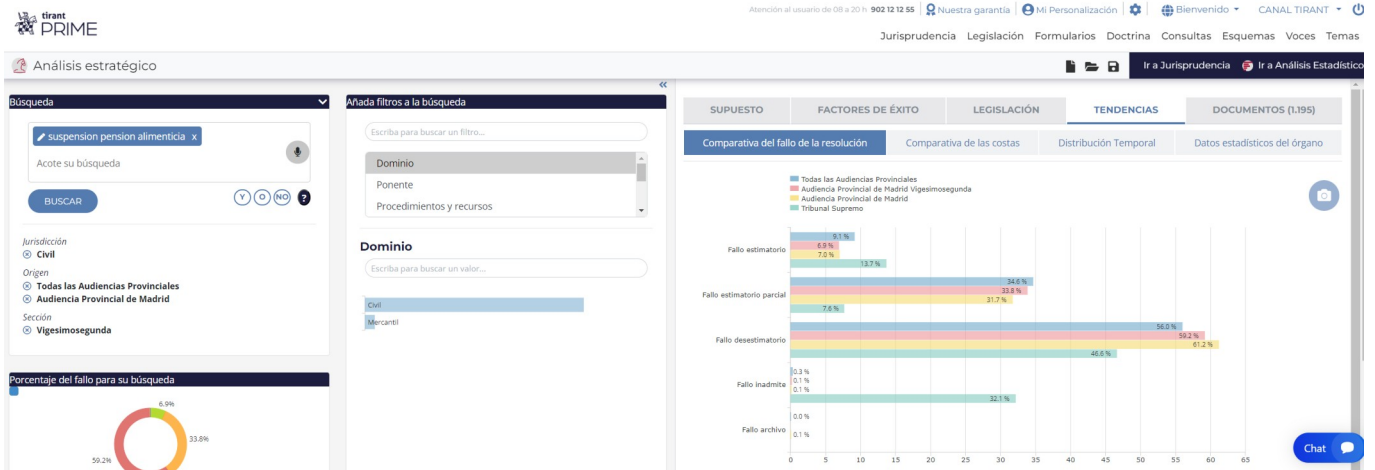 tirant
PRIME
Atención al usuario de 08 a 20 h 902 12 12 55 Nuestra garantía Mi Personalización Bienvenido CANAL TIRANT
Jurisprudencia Legislación Formularios Doctrina Consultas Esquemas Voces Temas
Análisis estratégico
Ir a Jurisprudencia Ir a Análisis Estadístico
«
Búsqueda
suspension pension alimenticia x
Acote su búsqueda
BUSCAR
Y O NO ?
Jurisdicción
Civil
Origen
Todas las Audiencias Provinciales
Audiencia Provincial de Madrid
Sección
Vigesimosegunda
Porcentaje del fallo para su búsqueda
6.9%
33.8%
59.2%
Añada filtros a la búsqueda
Escriba para buscar un filtro...
Dominio
Ponente
Procedimientos y recursos
Dominio
Escriba para buscar un valor...
Civil
Mercantil
SUPUESTO FACTORES DE ÉXITO LEGISLACIÓN TENDENCIAS DOCUMENTOS (1.195)
Comparativa del fallo de la resolución Comparativa de las costas Distribución Temporal Datos estadísticos del órgano
Todas las Audiencias Provinciales
Audiencia Provincial de Madrid Vigesimosegunda
Audiencia Provincial de Madrid
Tribunal Supremo
Fallo estimatorio
9.1 %
6.9 %
7.0 %
13.7 %
Fallo estimatorio parcial
34.6 %
33.8 %
31.7 %
7.6 %
Fallo desestimatorio
56.0 %
59.2 %
61.2 %
46.6 %
Fallo inadmite
0.3 %
0.1 %
0.1 %
32.1 %
Fallo archivo
0.0 %
0.1 %
0 5 10 15 20 25 30 35 40 45 50 55 60 65
Chat